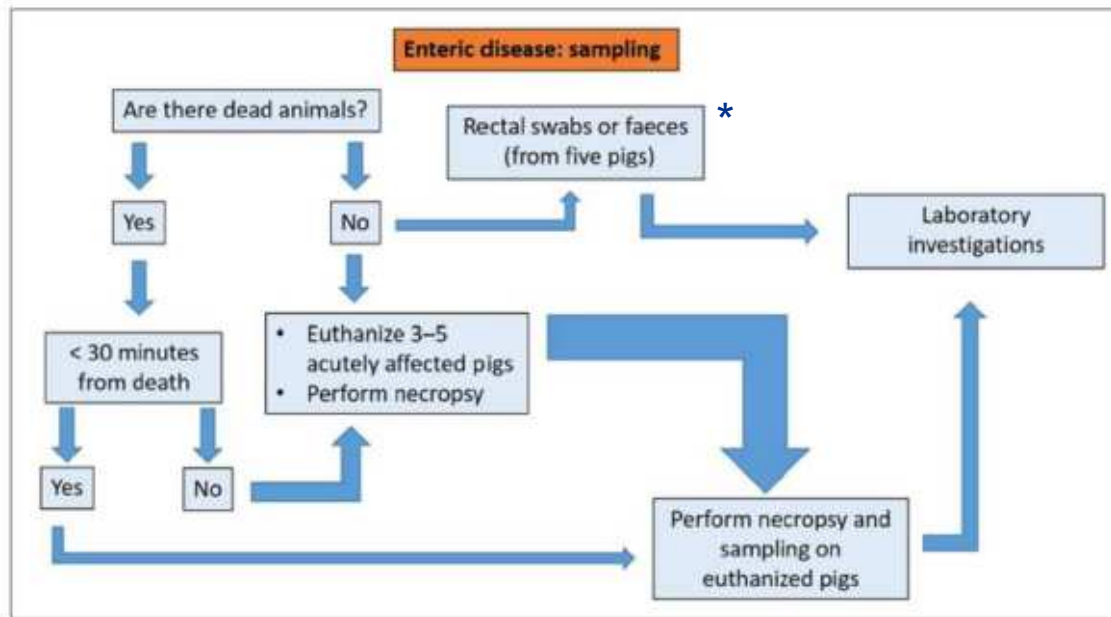 Enteric disease: sampling
Are there dead animals?
*
Rectal swabs or faeces
(from five pigs)
Yes
No
Laboratory
investigations
< 30 minutes
from death
• Euthanize 3–5
acutely affected pigs
• Perform necropsy
Yes
No
Perform necropsy and
sampling on
euthanized pigs